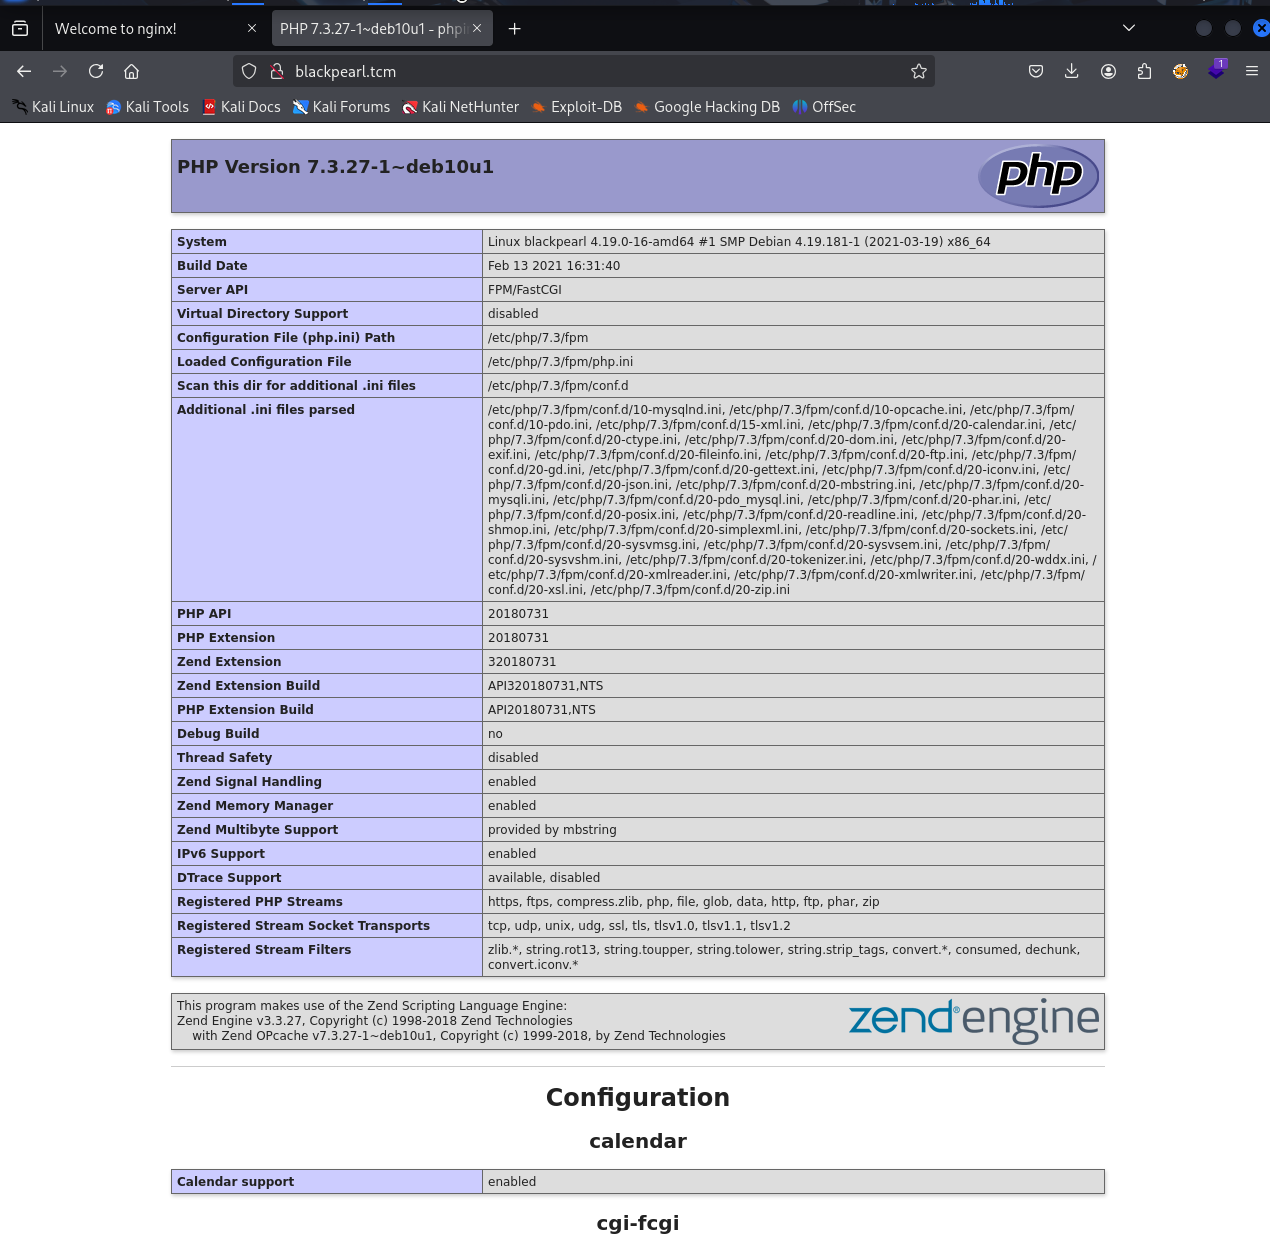 Welcome to nginx!
PHP 7.3.27-1~deb10u1 - phpi
blackpearl.tcm
1
Kali Linux
Kali Tools
Kali Docs
Kali Forums
Kali NetHunter
Exploit-DB
Google Hacking DB
OffSec
PHP Version 7.3.27-1~deb10u1
php
System
Linux blackpearl 4.19.0-16-amd64 #1 SMP Debian 4.19.181-1 (2021-03-19) x86_64
Build Date
Feb 13 2021 16:31:40
Server API
FPM/FastCGI
Virtual Directory Support
disabled
Configuration File (php.ini) Path
/etc/php/7.3/fpm
Loaded Configuration File
/etc/php/7.3/fpm/php.ini
Scan this dir for additional .ini files
/etc/php/7.3/fpm/conf.d
Additional .ini files parsed
/etc/php/7.3/fpm/conf.d/10-mysqlnd.ini, /etc/php/7.3/fpm/conf.d/10-opcache.ini, /etc/php/7.3/fpm/
conf.d/10-pdo.ini, /etc/php/7.3/fpm/conf.d/15-xml.ini, /etc/php/7.3/fpm/conf.d/20-calendar.ini, /etc/
php/7.3/fpm/conf.d/20-ctype.ini, /etc/php/7.3/fpm/conf.d/20-dom.ini, /etc/php/7.3/fpm/conf.d/20-
exif.ini, /etc/php/7.3/fpm/conf.d/20-fileinfo.ini, /etc/php/7.3/fpm/conf.d/20-ftp.ini, /etc/php/7.3/fpm/
conf.d/20-gd.ini, /etc/php/7.3/fpm/conf.d/20-gettext.ini, /etc/php/7.3/fpm/conf.d/20-iconv.ini, /etc/
php/7.3/fpm/conf.d/20-json.ini, /etc/php/7.3/fpm/conf.d/20-mbstring.ini, /etc/php/7.3/fpm/conf.d/20-
mysqli.ini, /etc/php/7.3/fpm/conf.d/20-pdo_mysql.ini, /etc/php/7.3/fpm/conf.d/20-phar.ini, /etc/
php/7.3/fpm/conf.d/20-posix.ini, /etc/php/7.3/fpm/conf.d/20-readline.ini, /etc/php/7.3/fpm/conf.d/20-
shmop.ini, /etc/php/7.3/fpm/conf.d/20-simplexml.ini, /etc/php/7.3/fpm/conf.d/20-sockets.ini, /etc/
php/7.3/fpm/conf.d/20-sysvmsg.ini, /etc/php/7.3/fpm/conf.d/20-sysvsem.ini, /etc/php/7.3/fpm/
conf.d/20-sysvshm.ini, /etc/php/7.3/fpm/conf.d/20-tokenizer.ini, /etc/php/7.3/fpm/conf.d/20-wddx.ini, /
etc/php/7.3/fpm/conf.d/20-xmlreader.ini, /etc/php/7.3/fpm/conf.d/20-xmlwriter.ini, /etc/php/7.3/fpm/
conf.d/20-xsl.ini, /etc/php/7.3/fpm/conf.d/20-zip.ini
PHP API
20180731
PHP Extension
20180731
Zend Extension
320180731
Zend Extension Build
API320180731,NTS
PHP Extension Build
API20180731,NTS
Debug Build
no
Thread Safety
disabled
Zend Signal Handling
enabled
Zend Memory Manager
enabled
Zend Multibyte Support
provided by mbstring
IPv6 Support
enabled
DTrace Support
available, disabled
Registered PHP Streams
https, ftps, compress.zlib, php, file, glob, data, http, ftp, phar, zip
Registered Stream Socket Transports
tcp, udp, unix, udg, ssl, tls, tlsv1.0, tlsv1.1, tlsv1.2
Registered Stream Filters
zlib.*, string.rot13, string.toupper, string.tolower, string.strip_tags, convert.*, consumed, dechunk,
convert.iconv.*
This program makes use of the Zend Scripting Language Engine:
Zend Engine v3.3.27, Copyright (c) 1998-2018 Zend Technologies
with Zend OPcache v7.3.27-1~deb10u1, Copyright (c) 1999-2018, by Zend Technologies
zend® engine
Configuration
calendar
Calendar support
enabled
cgi-fcgi